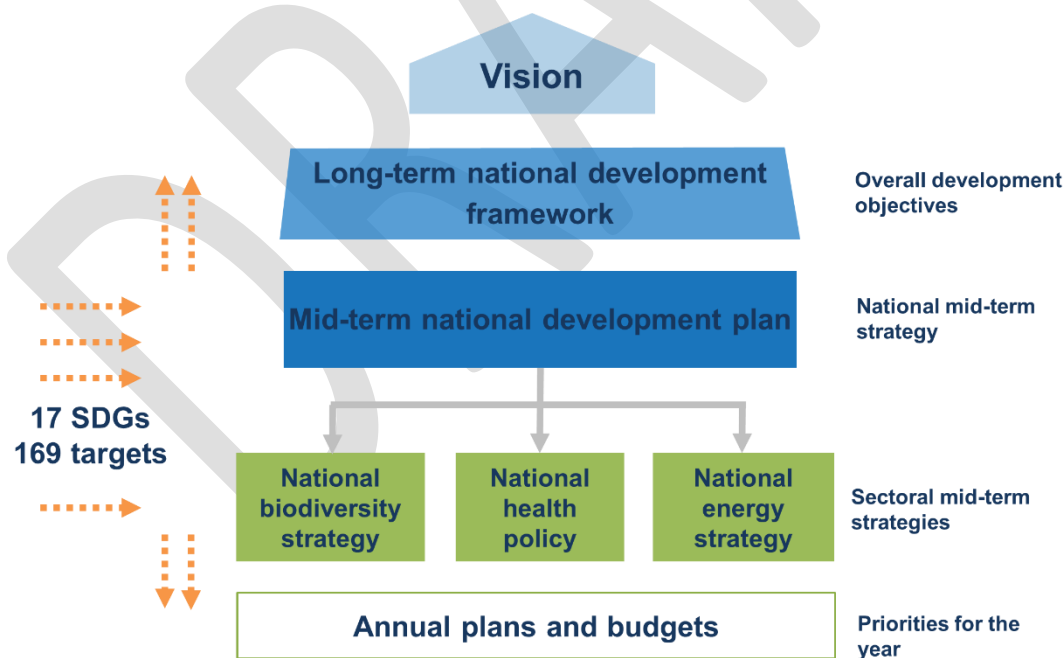 Vision
Long-term national development
framework
Overall development
objectives
Mid-term national development plan
National mid-term
strategy
17 SDGs
169 targets
National
biodiversity
strategy
National
health
policy
National
energy
strategy
Sectoral mid-term
strategies
Annual plans and budgets
Priorities for the
year
DRA